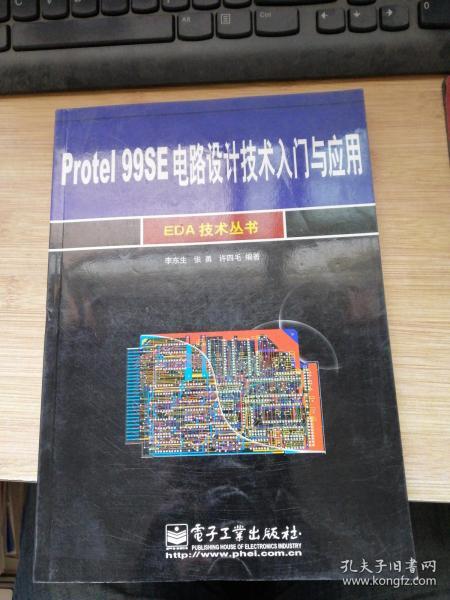 Alt
Ctrl
Protel 99SE 电路设计技术入门与应用
EDA 技术丛书
李东生 张 勇 许四毛 编著
電子工業出版社
PUBLISHING HOUSE OF ELECTRONICS INDUSTRY
http://www.phei.com.cn
孔夫子旧书网
www.kongfz.com